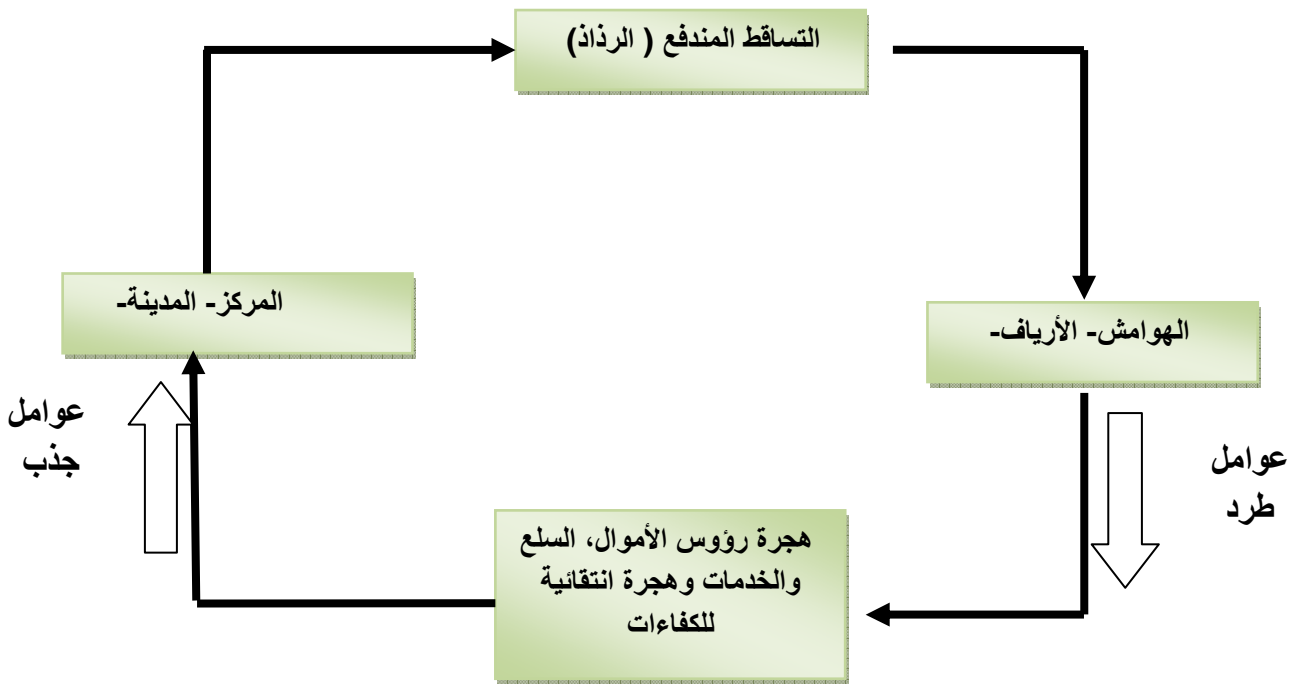 التساقط المندفع ( الرذاذ)
المركز- المدينة-
الهوامش- الأرياف-
عوامل
جذب
عوامل
طرد
هجرة رؤوس الأموال، السلع
والخدمات وهجرة انتقائية
للكفاءات